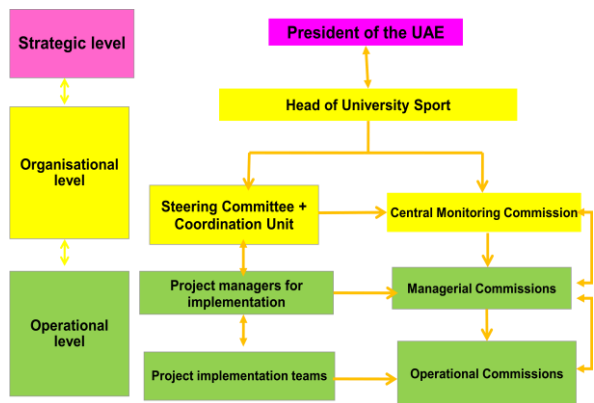 Strategic level
President of the UAE
Head of University Sport
Organisational
level
Steering Committee +
Coordination Unit
Central Monitoring Commission
Project managers for
implementation
Managerial Commissions
Operational
level
Project implementation teams
Operational Commissions